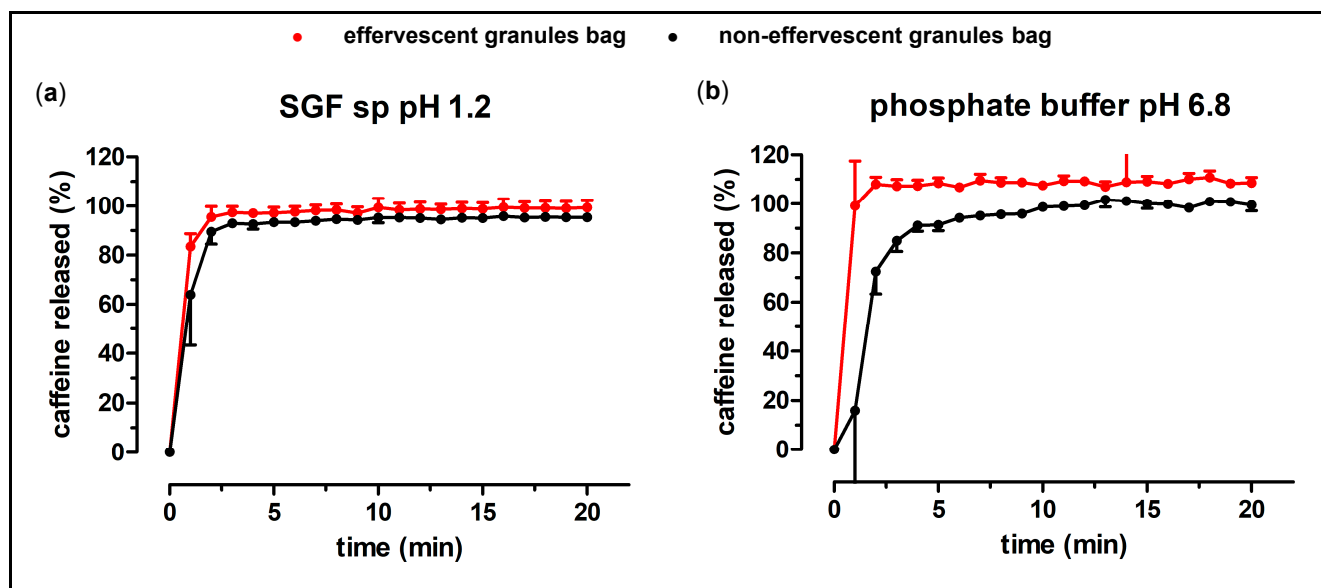 effervescent granules bag non-effervescent granules bag
(a) SGF sp pH 1.2
caffeine released (%)
120
100
80
60
40
20
0
0 5 10 15 20
time (min)
(b) phosphate buffer pH 6.8
caffeine released (%)
120
100
80
60
40
20
0
0 5 10 15 20
time (min)